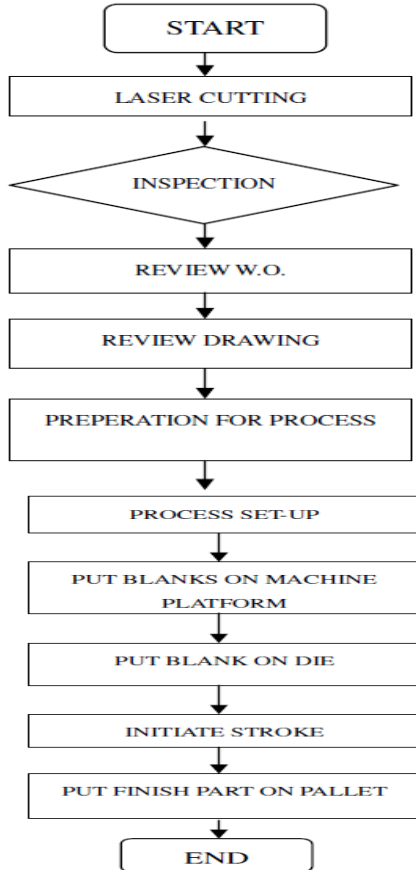 START
LASER CUTTING
INSPECTION
REVIEW W.O.
REVIEW DRAWING
PREPERATION FOR PROCESS
PROCESS SET-UP
PUT BLANKS ON MACHINE
PLATFORM
PUT BLANK ON DIE
INITIATE STROKE
PUT FINISH PART ON PALLET
END